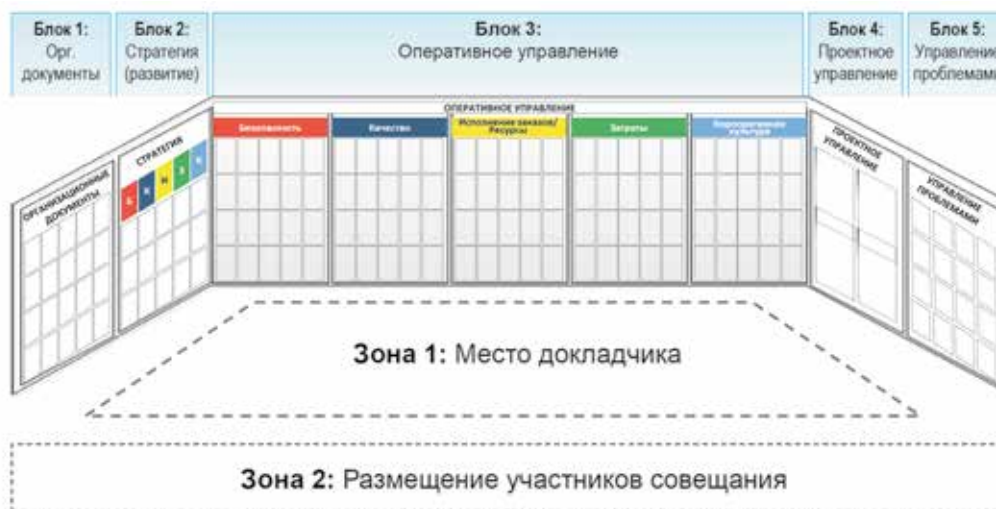 Блок 1:
Орг.
документы
Блок 2:
Стратегия
(развитие)
Блок 3:
Оперативное управление
Блок 4:
Проектное
управление
Блок 5:
Управление
проблемами
ОРГАНИЗАЦИОННЫЕ
ДОКУМЕНТЫ
СТРАТЕГИЯ
ОПЕРАТИВНОЕ УПРАВЛЕНИЕ
Безопасность
Качество
Исполнение заказов/
Ресурсы
Затраты
Корпоративная
культура
ПРОЕКТНОЕ
УПРАВЛЕНИЕ
УПРАВЛЕНИЕ
ПРОБЛЕМАМИ
Зона 1: Место докладчика
Зона 2: Размещение участников совещания